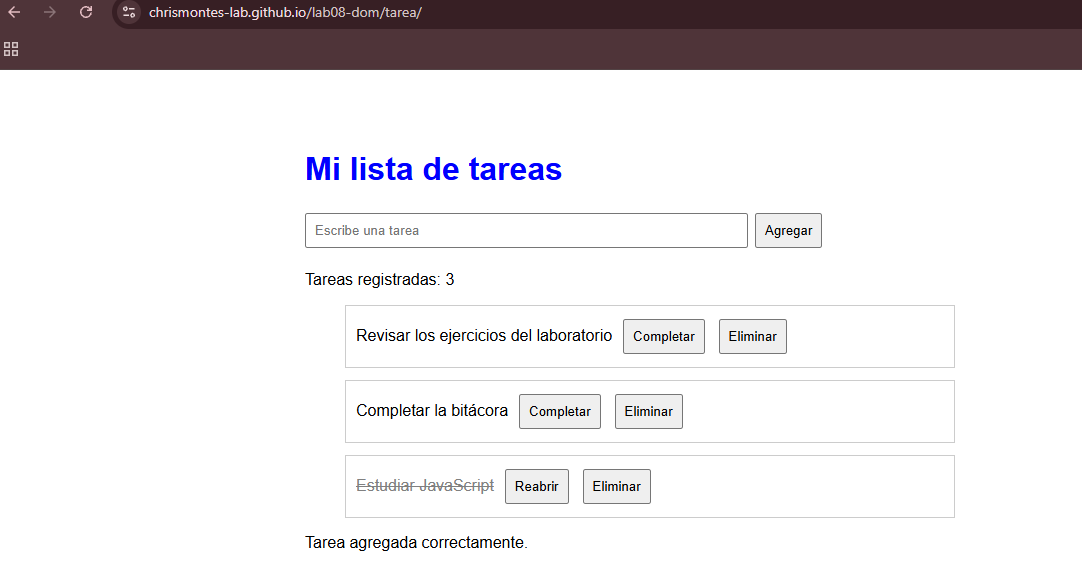 chrismontes-lab.github.io/lab08-dom/tarea/
Mi lista de tareas
Escribe una tarea Agregar
Tareas registradas: 3
Revisar los ejercicios del laboratorio Completar Eliminar
Completar la bitácora Completar Eliminar
Estudiar JavaScript Reabrir Eliminar
Tarea agregada correctamente.